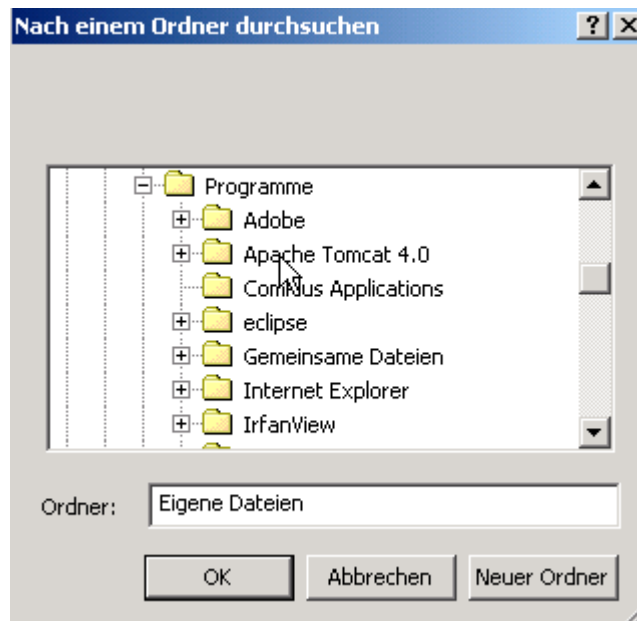 Nach einem Ordner durchsuchen
Programme
Adobe
Apache Tomcat 4.0
Applications
eclipse
Gemeinsame Dateien
Internet Explorer
IrfanView
Ordner: Eigene Dateien
OK Abbrechen Neuer Ordner